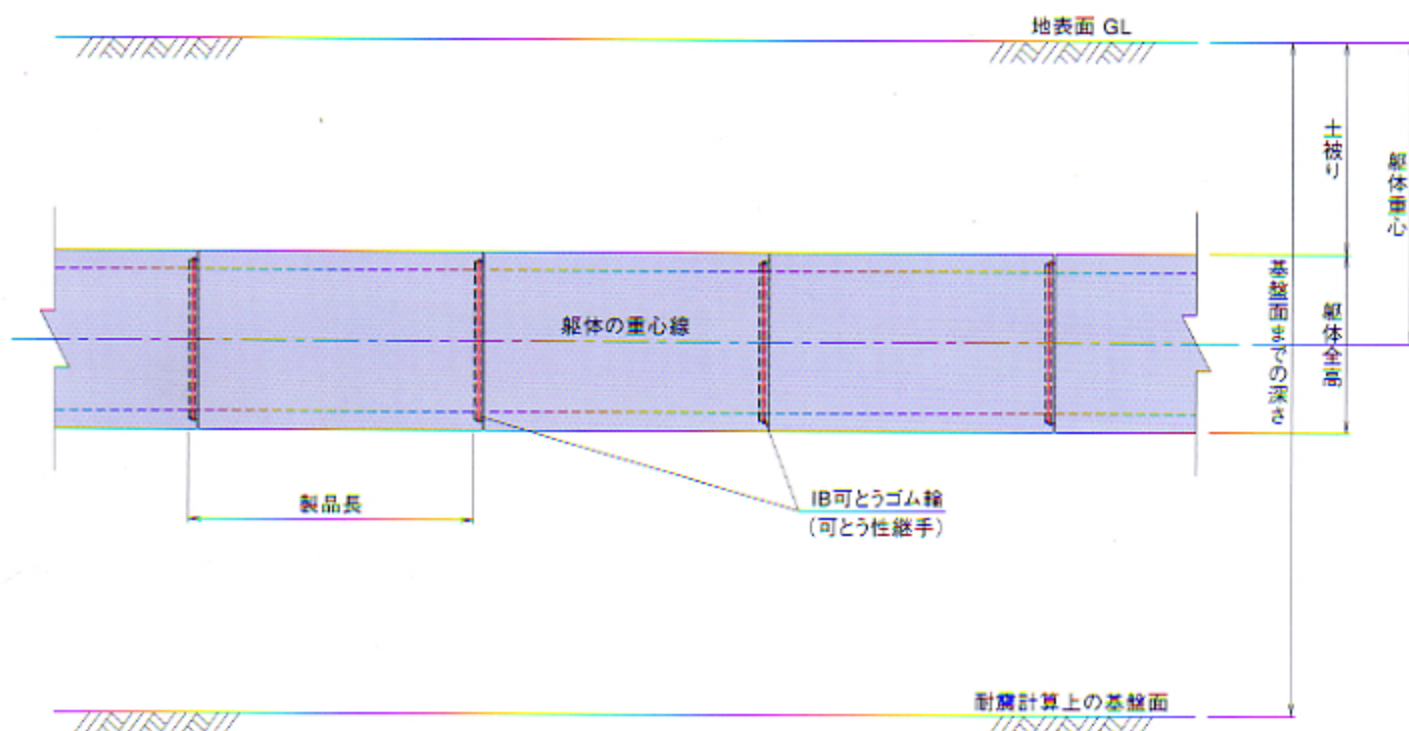 地表面 GL
土被り
躯体重心
躯体の重心線
基盤面までの深さ
躯体全高
製品長
IB可とうゴム輪
(可とう性継手)
耐震計算上の基盤面